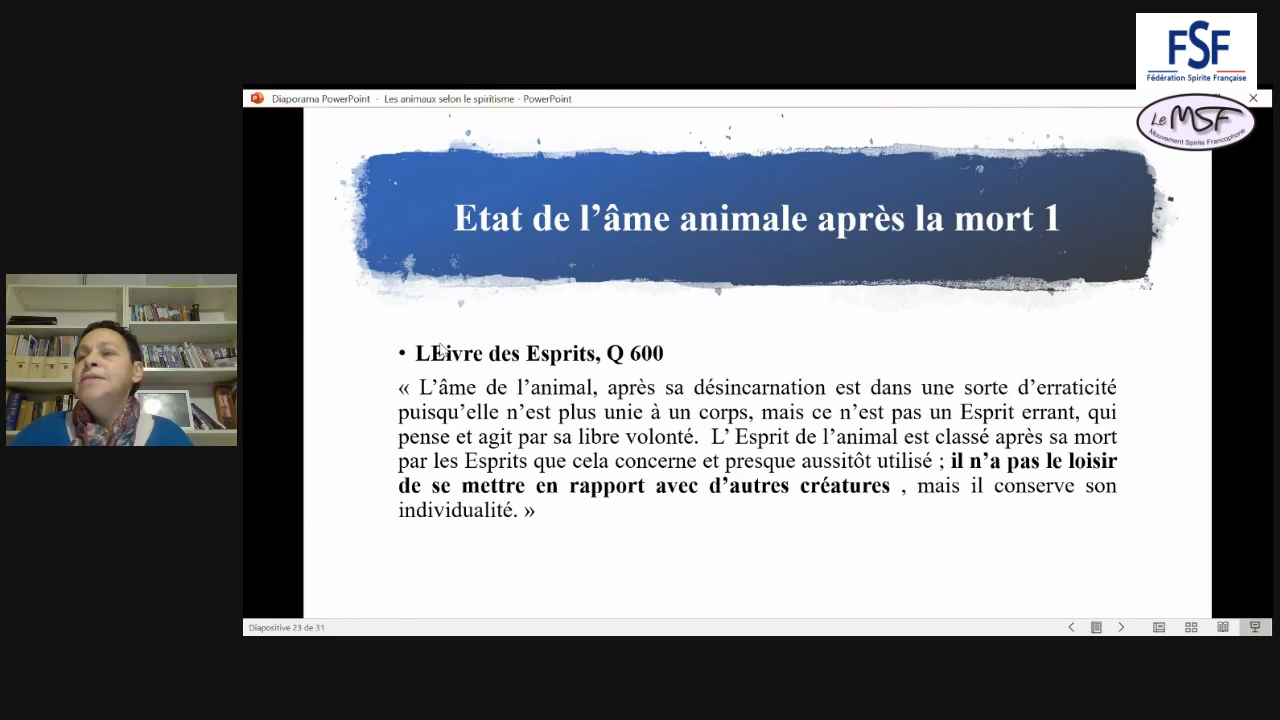 FSF
Fédération Spirite Française
Diaporama PowerPoint - Les animaux selon le spiritisme - PowerPoint
Le MSF
Mouvement Spirite Francophone
Etat de l’âme animale après la mort 1
• LEivre des Esprits, Q 600
« L’âme de l’animal, après sa désincarnation est dans une sorte d’erraticité
puisqu’elle n’est plus unie à un corps, mais ce n’est pas un Esprit errant, qui
pense et agit par sa libre volonté. L’ Esprit de l’animal est classé après sa mort
par les Esprits que cela concerne et presque aussitôt utilisé ; il n’a pas le loisir
de se mettre en rapport avec d’autres créatures , mais il conserve son
individualité. »
Diapositive 23 de 31